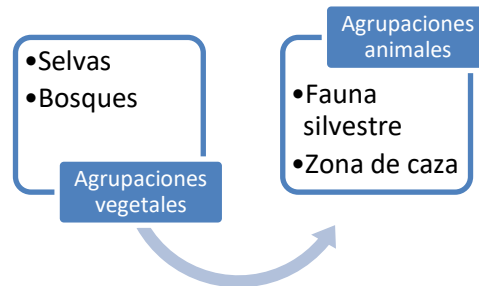 •Selvas
•Bosques
Agrupaciones
vegetales
Agrupaciones
animales
•Fauna
silvestre
•Zona de caza